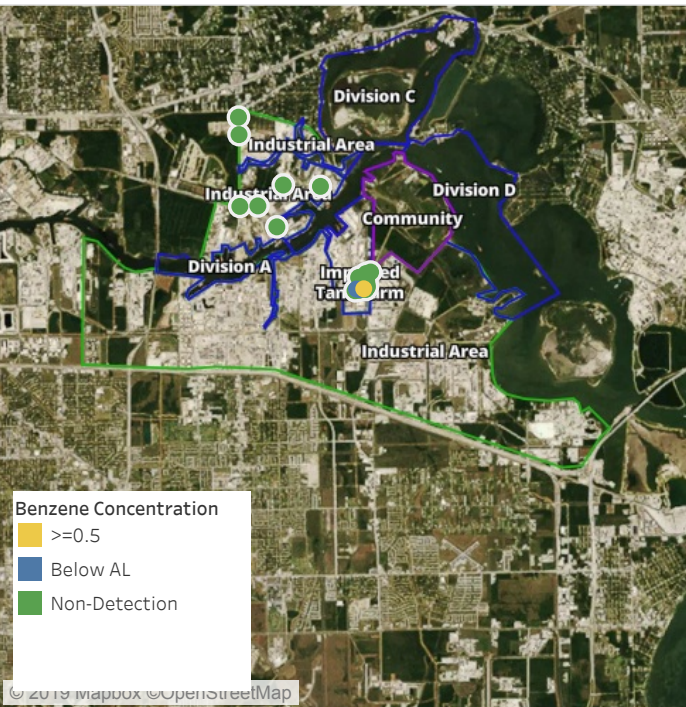 Division C
Industrial Area
Division D
Industrial Area
Community
Division A
Tank
Industrial Area
Benzene Concentration
>=0.5
Below AL
Non-Detection
© 2019 Mapbox ©OpenStreetMap